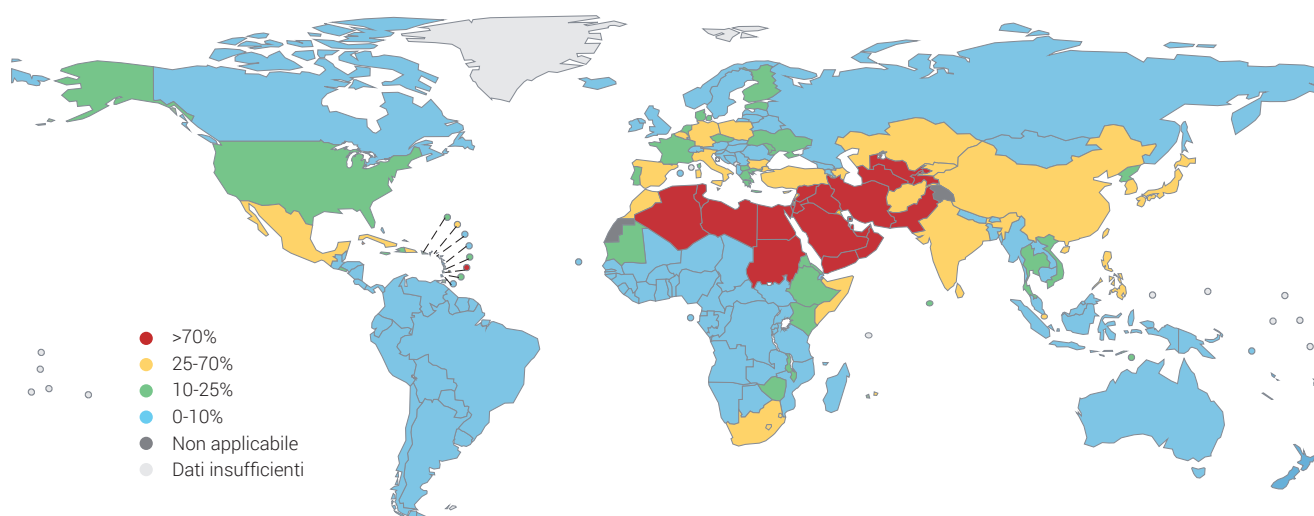 >70%
25-70%
10-25%
0-10%
Non applicabile
Dati insufficienti